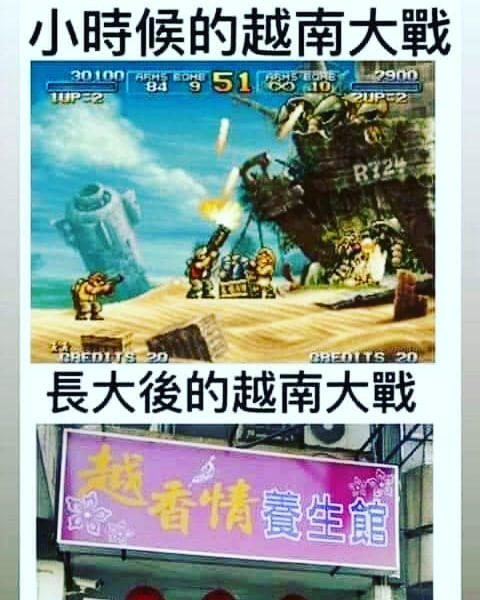 小時候的越南大戰
30100 ARMS BOMB 51 ARMS BOMB 2900
1UP=2 84 9 ∞ 10 2UP=2
R724
CREDITS 20 CREDITS 20
長大後的越南大戰
越香情養生館